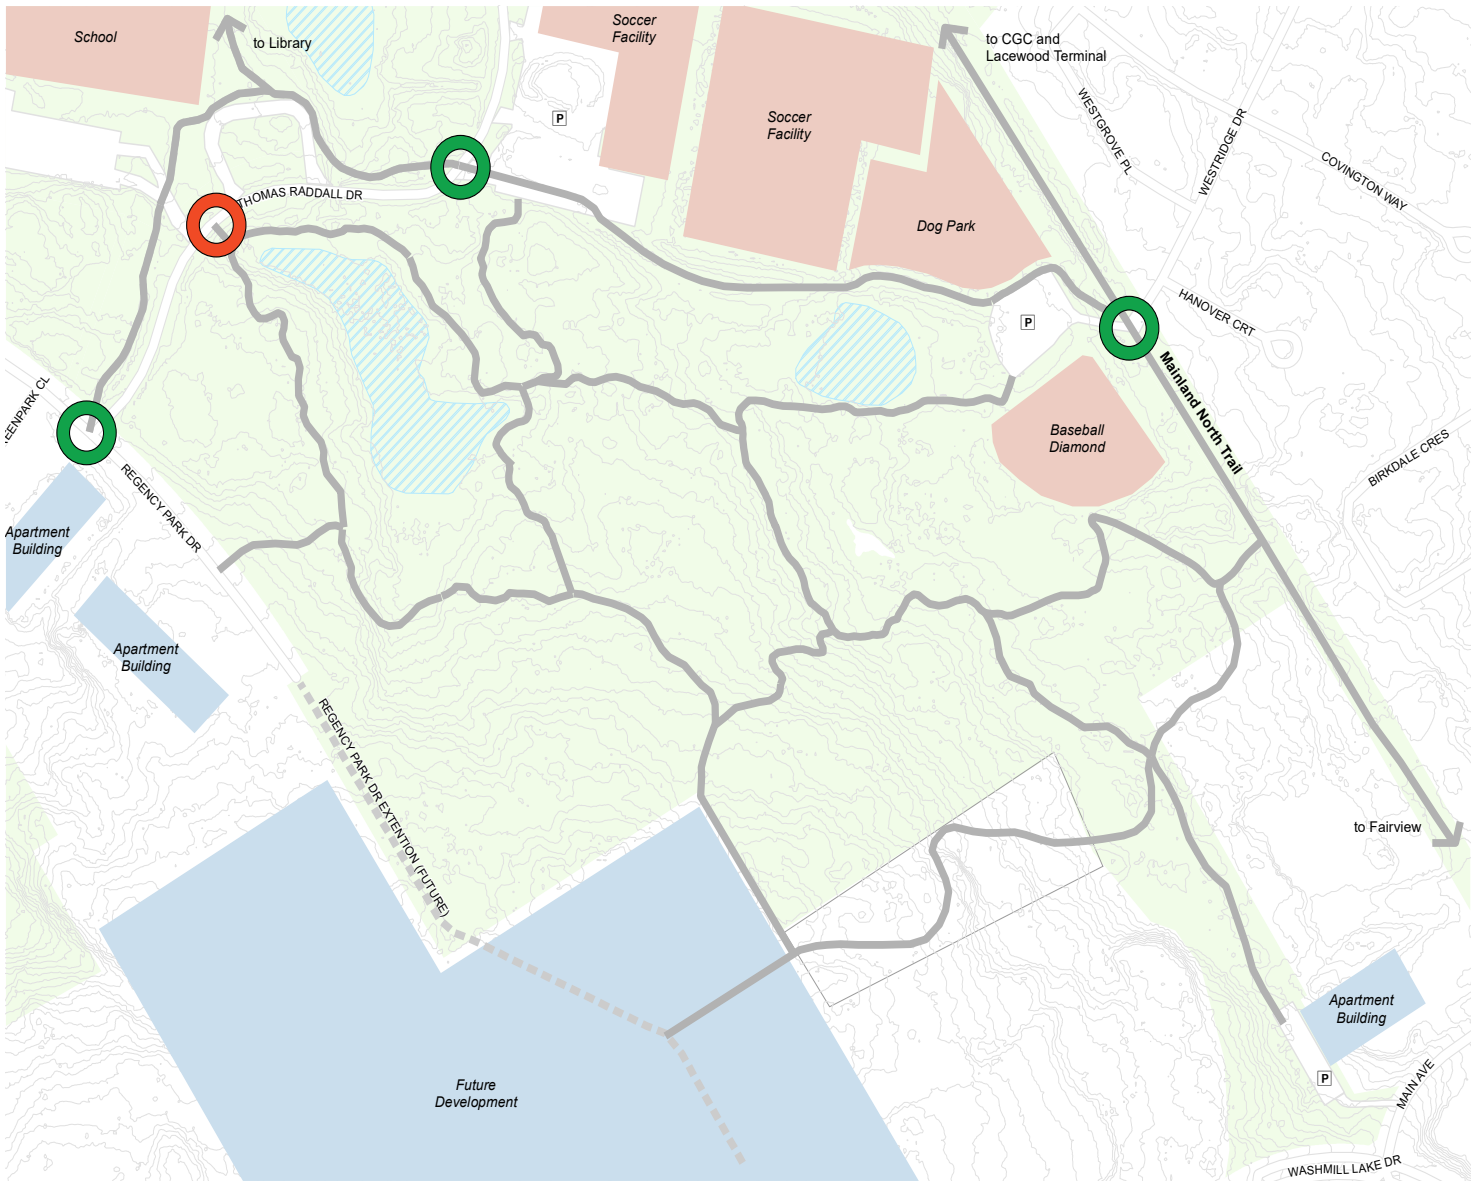 School
to Library
Soccer
Facility
to CGC and
Lacewood Terminal
P
Soccer
Facility
WESTGROVE PL
WESTRIDGE DR
COVINGTON WAY
THOMAS RADDALL DR
Dog Park
HANOVER CRT
P
Mainland North Trail
EENPARK CL
Baseball
Diamond
BIRKDALE CRES
REGENCY PARK DR
Apartment
Building
Apartment
Building
REGENCY PARK DR EXTENTION (FUTURE)
to Fairview
Apartment
Building
Future
Development
P
MAIN AVE
WASHMILL LAKE DR